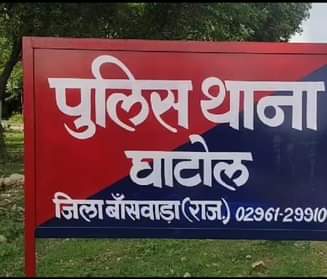 पुलिस थाना
घाटोल
जिला बाँसवाड़ा (राज.) 02961-29910